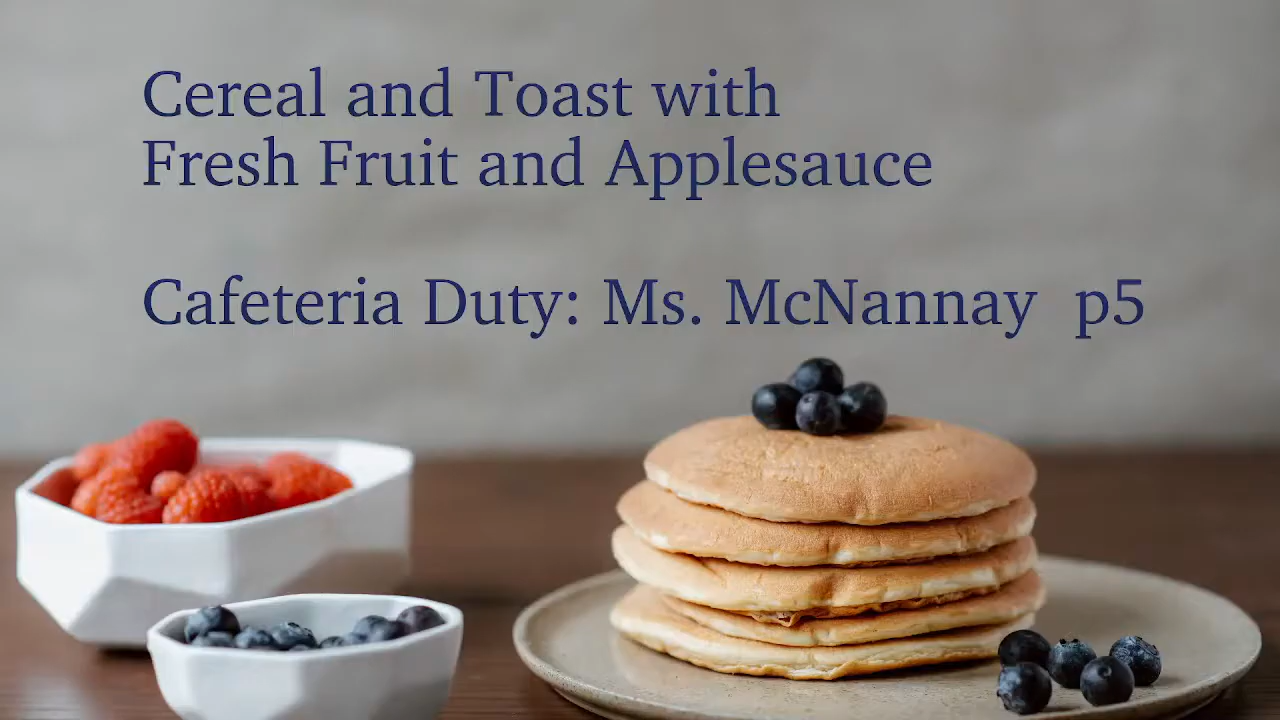 Cereal and Toast with
Fresh Fruit and Applesauce
Cafeteria Duty: Ms. McNannay p5